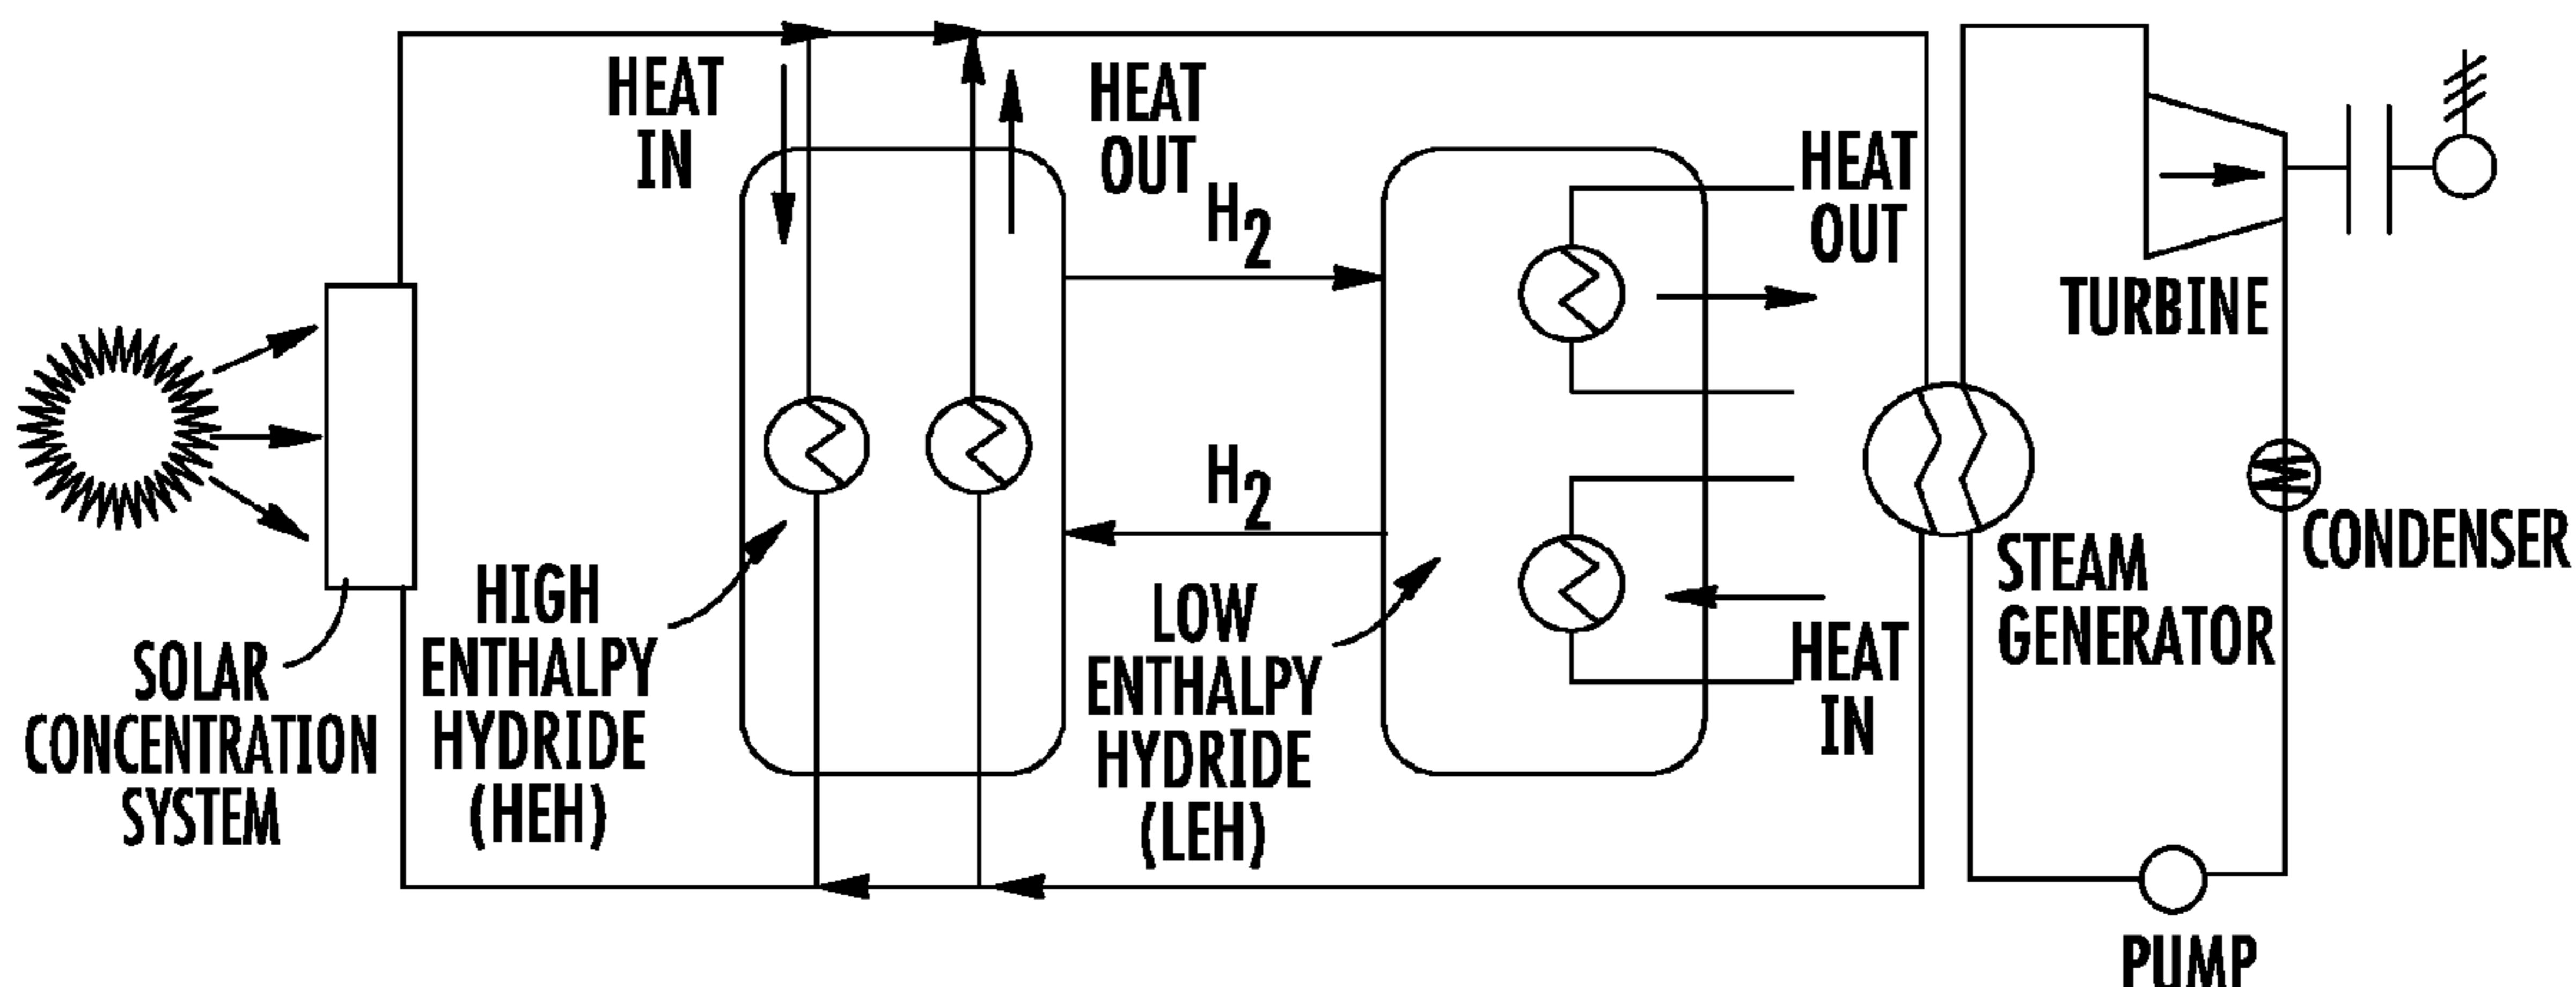 HEAT
IN
HEAT
OUT
H2
H2
HEAT
OUT
HEAT
IN
TURBINE
CONDENSER
STEAM
GENERATOR
PUMP
SOLAR
CONCENTRATION
SYSTEM
HIGH
ENTHALPY
HYDRIDE
(HEH)
LOW
ENTHALPY
HYDRIDE
(LEH)